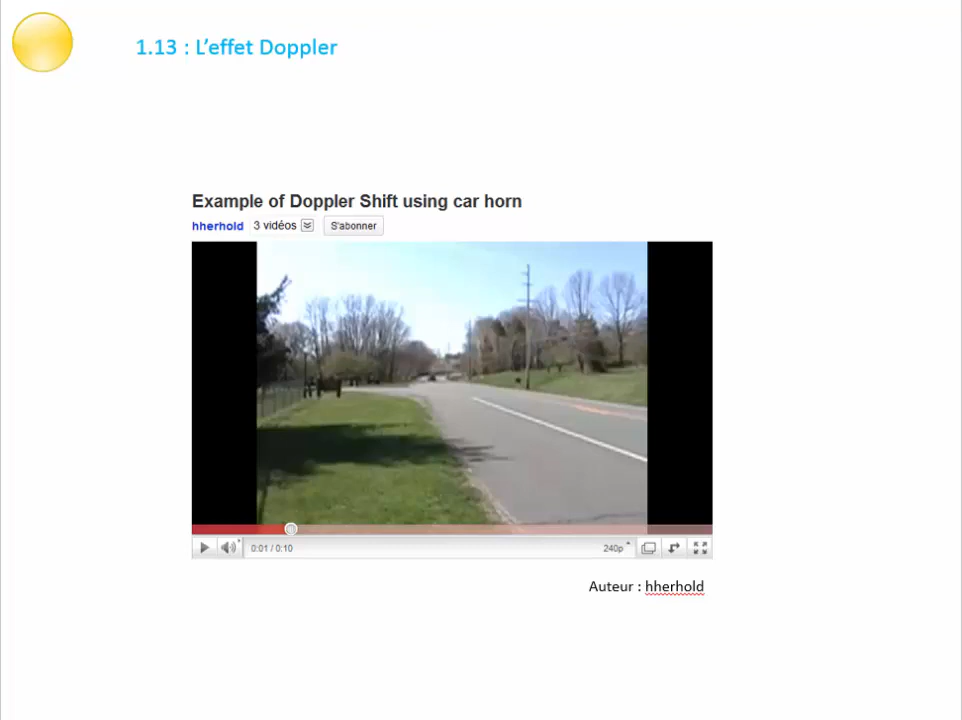 1.13 : L'effet Doppler
Example of Doppler Shift using car horn
hherhold 3 vidéos S'abonner
0:01 / 0:10 240p
Auteur : hherhold